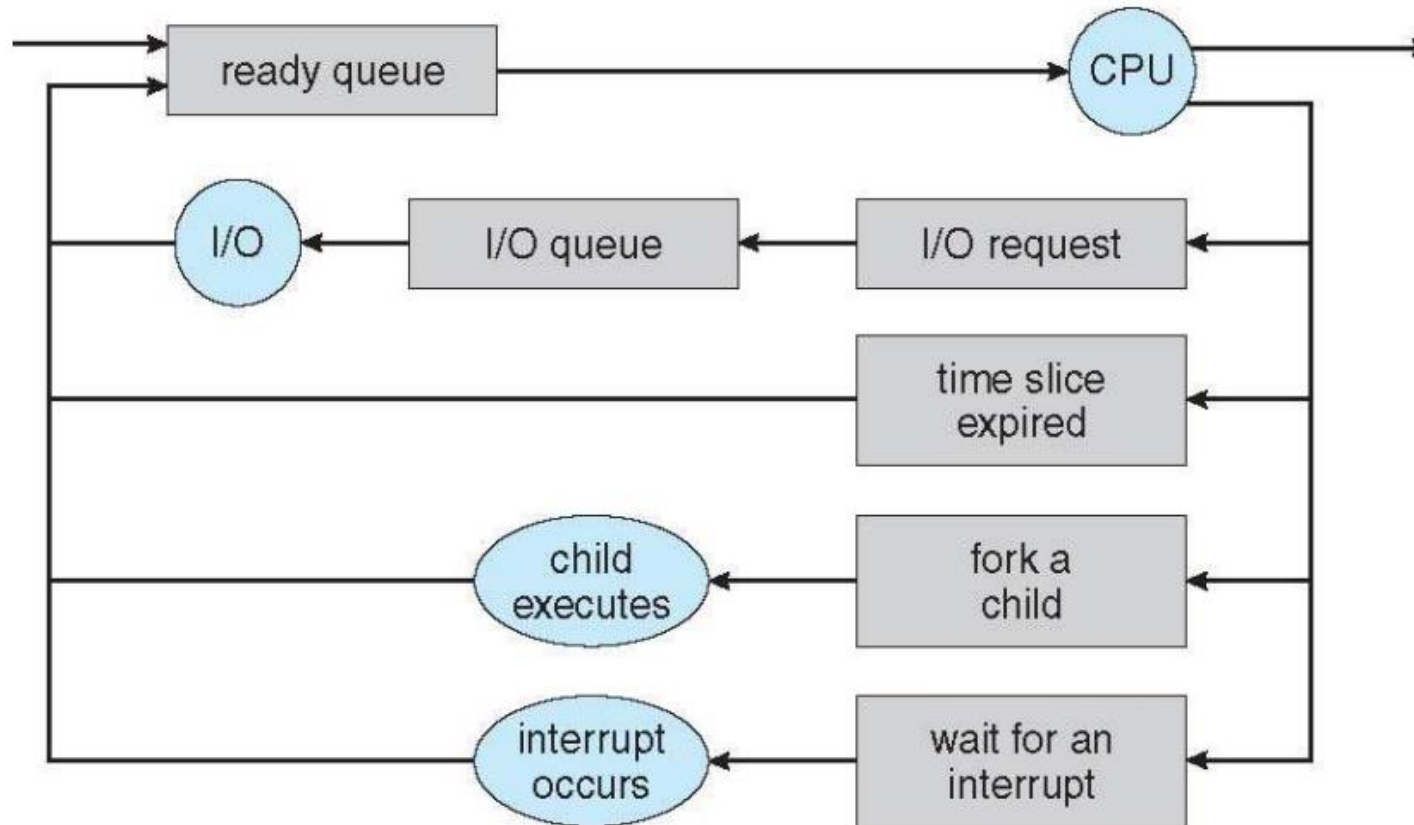 ready queue
CPU
I/O
I/O queue
I/O request
time slice
expired
child
executes
fork a
child
interrupt
occurs
wait for an
interrupt